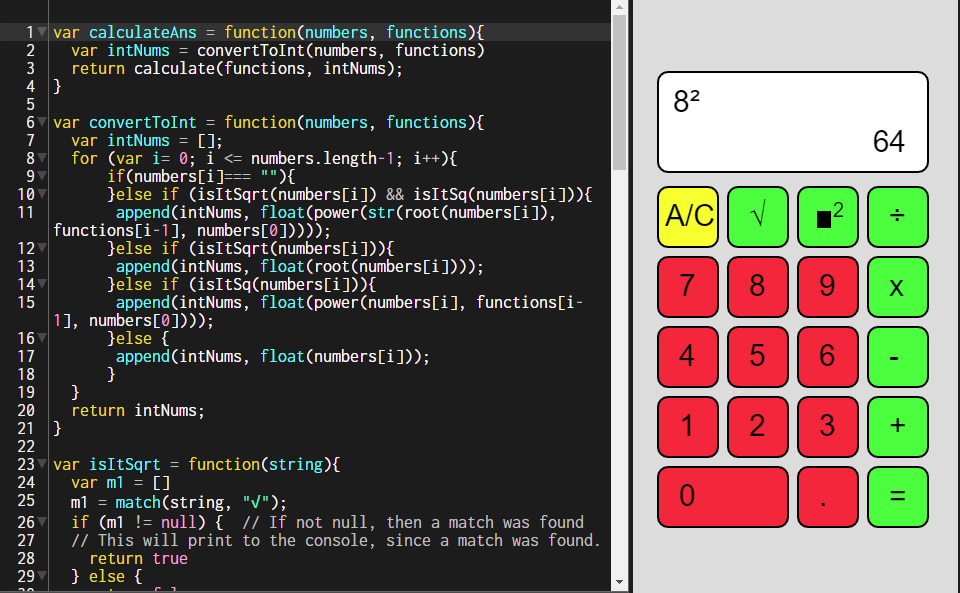 1 var calculateAns = function(numbers, functions){
2 var intNums = convertToInt(numbers, functions)
3 return calculate(functions, intNums);
4 }
5
6 var convertToInt = function(numbers, functions){
7 var intNums = [];
8 for (var i= 0; i <= numbers.length-1; i++){
9 if(numbers[i]=== ""){
10 }else if (isItSqrt(numbers[i]) && isItSq(numbers[i])){
11 append(intNums, float(power(str(root(numbers[i]),
functions[i-1], numbers[0]))));
12 }else if (isItSqrt(numbers[i])){
13 append(intNums, float(root(numbers[i])));
14 }else if (isItSq(numbers[i])){
15 append(intNums, float(power(numbers[i], functions[i-
1], numbers[0])));
16 }else {
17 append(intNums, float(numbers[i]));
18 }
19 }
20 return intNums;
21 }
22
23 var isItSqrt = function(string){
24 var m1 = []
25 m1 = match(string, "√");
26 if (m1 != null) { // If not null, then a match was found
27 // This will print to the console, since a match was found.
28 return true
29 } else {
8²
64
A/C √ ■² ÷
7 8 9 x
4 5 6 -
1 2 3 +
0 . =